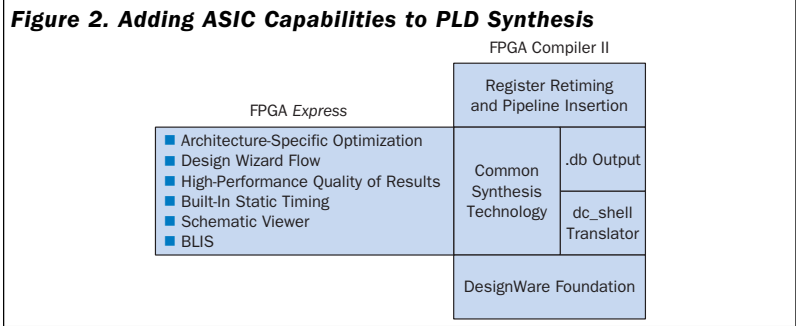 Figure 2. Adding ASIC Capabilities to PLD Synthesis
FPGA Compiler II
Register Retiming
and Pipeline Insertion
FPGA Express
■ Architecture-Specific Optimization
■ Design Wizard Flow
■ High-Performance Quality of Results
■ Built-In Static Timing
■ Schematic Viewer
■ BLIS
Common
Synthesis
Technology
.db Output
dc_shell
Translator
DesignWare Foundation